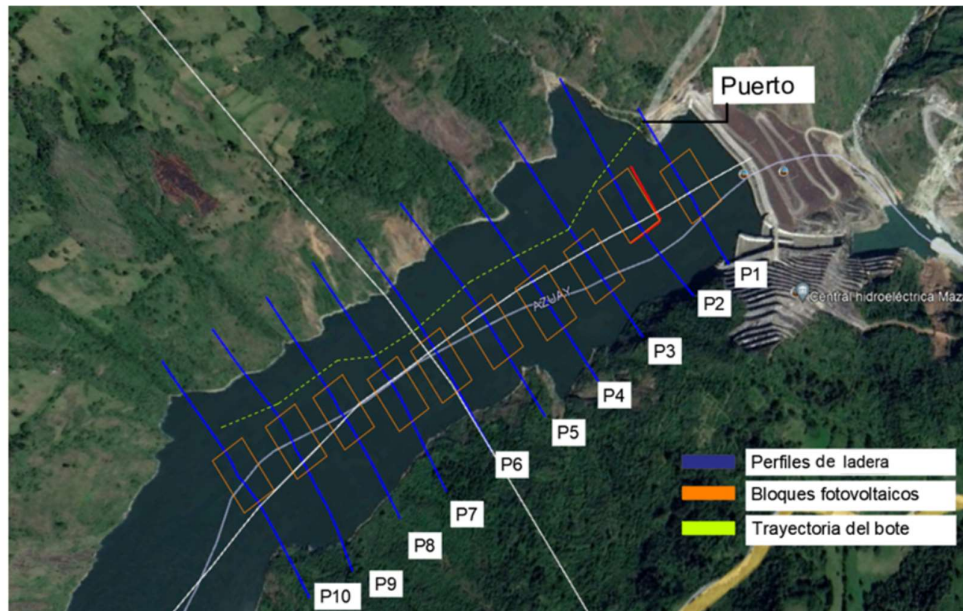 Puerto
P1
Central hidroeléctrica Maza
P2
AZUAY
P3
P4
P5
P6
P7
P8
P9
P10
Perfiles de ladera
Bloques fotovoltaicos
Trayectoria del bote